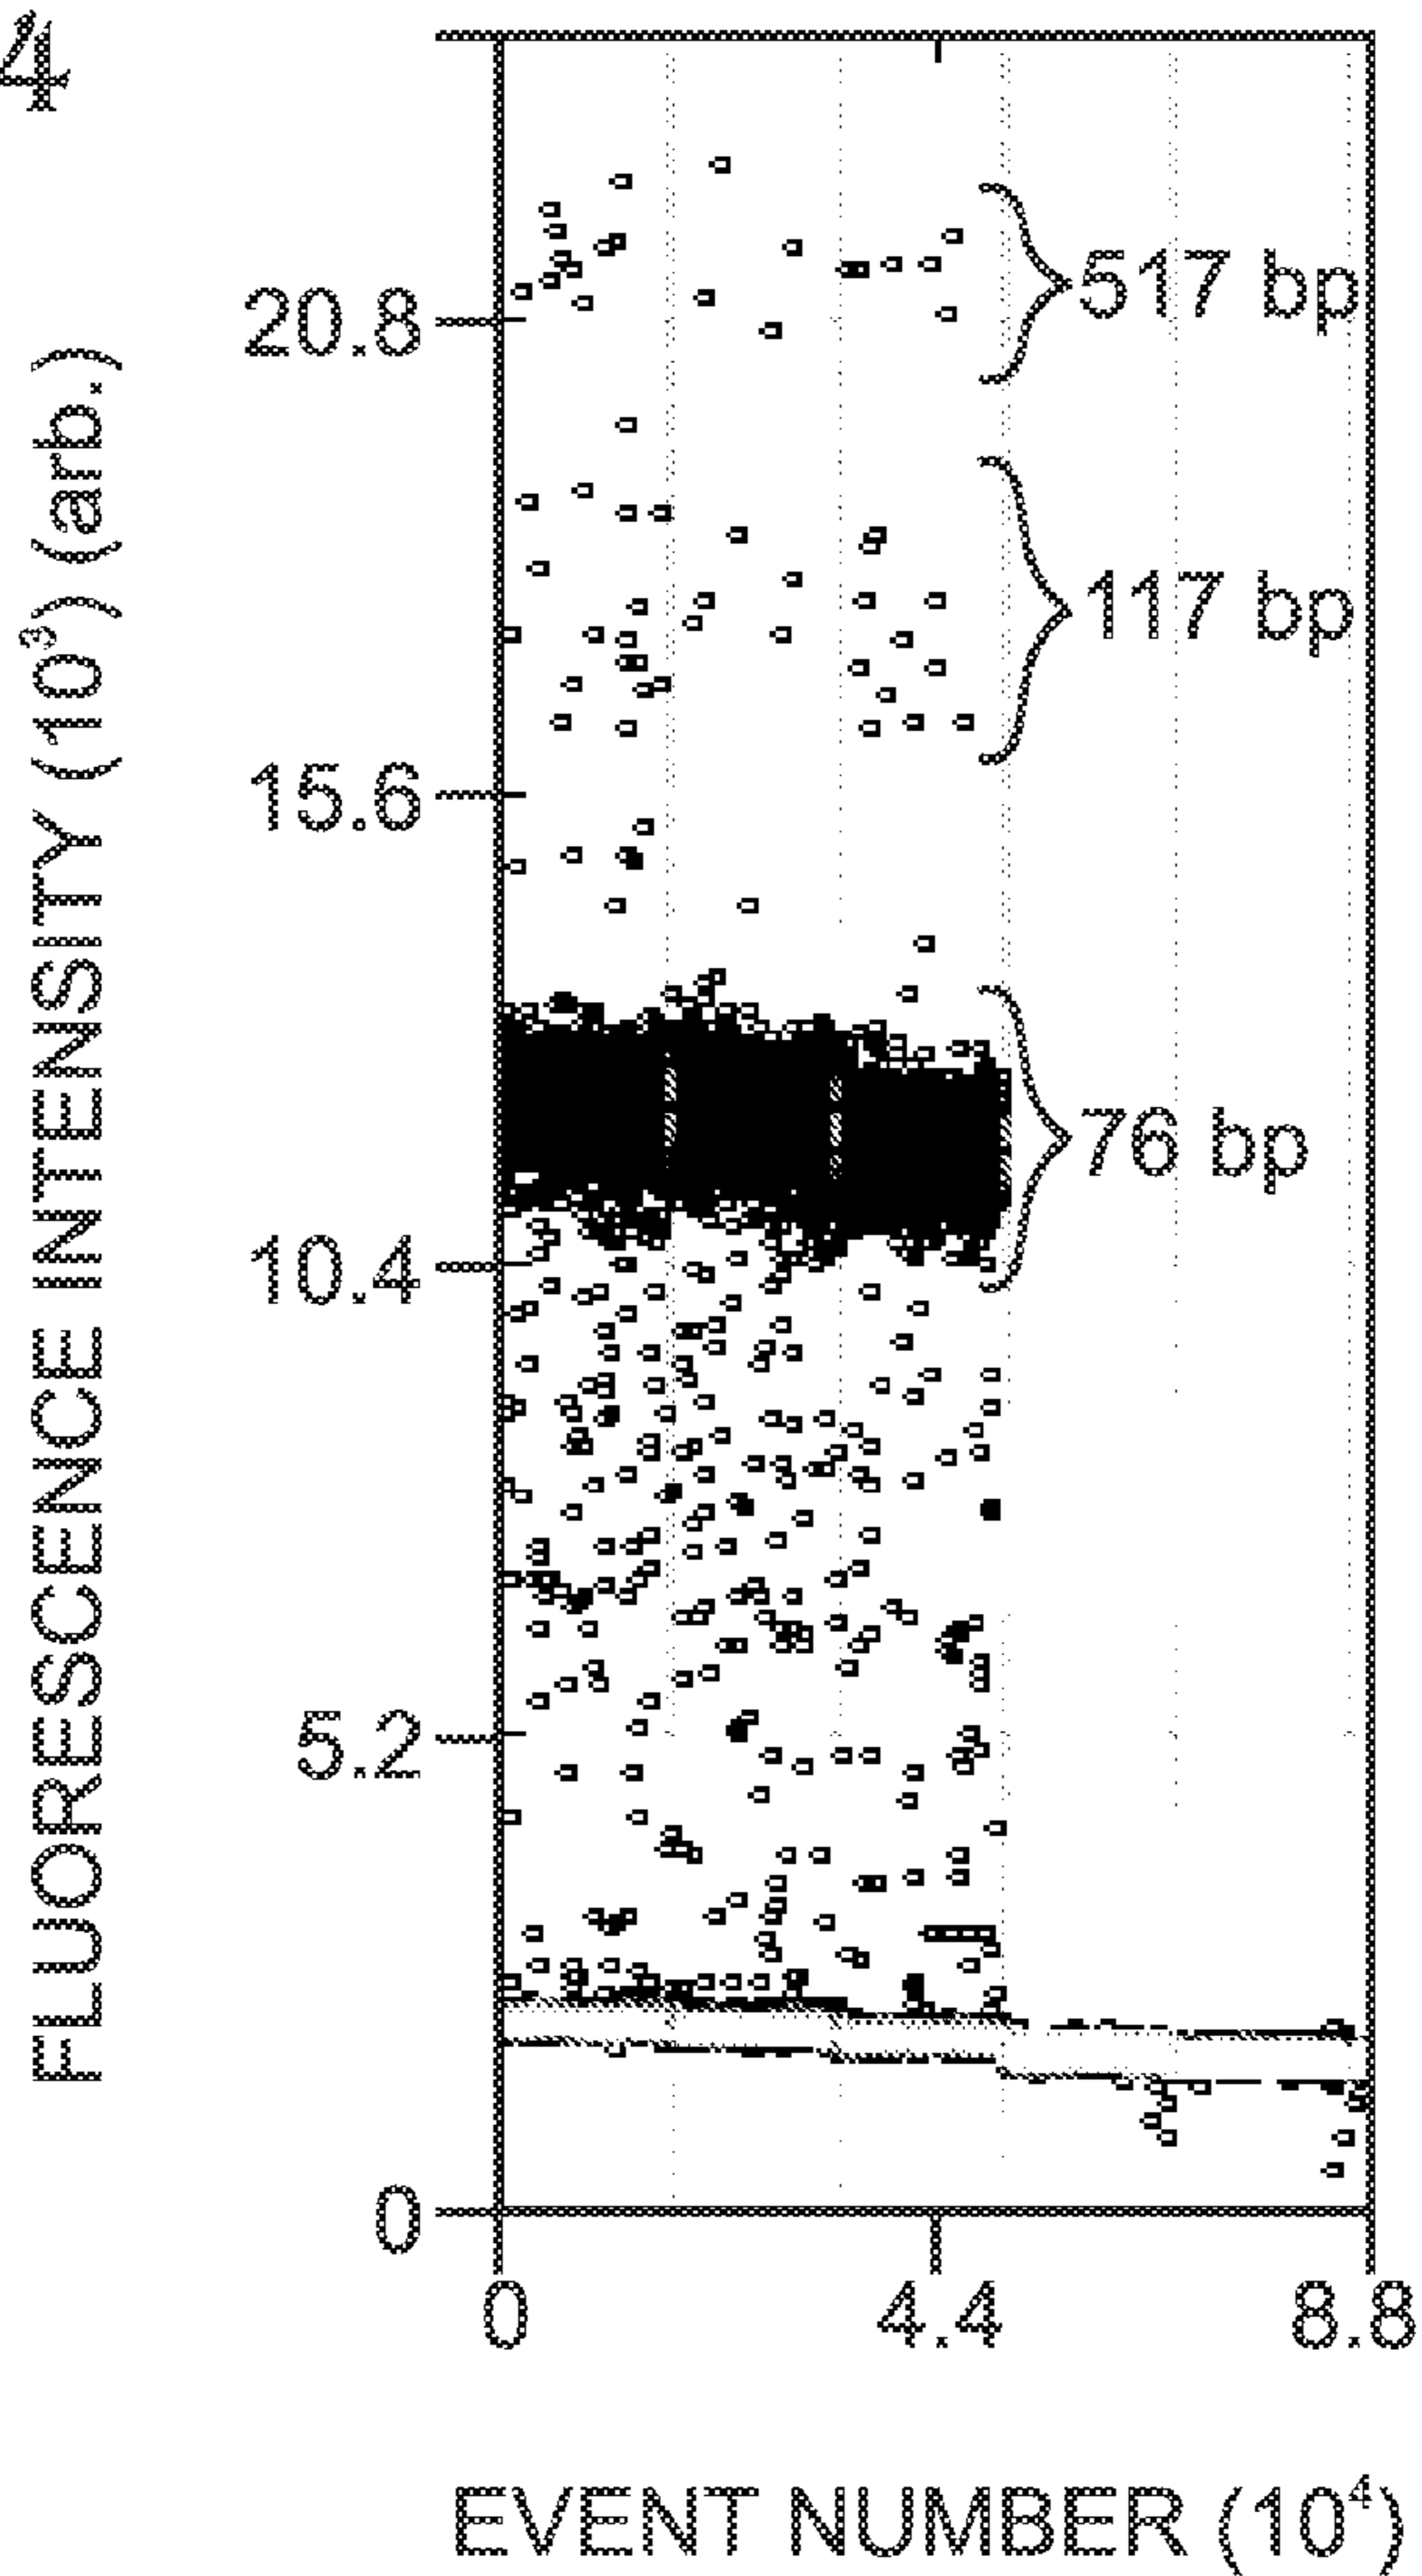 4
FLUORESCENCE INTENSITY (10³) (arb.)
20.8
15.6
10.4
5.2
0
517 bp
117 bp
76 bp
0 4.4 8.8
EVENT NUMBER (10⁴)